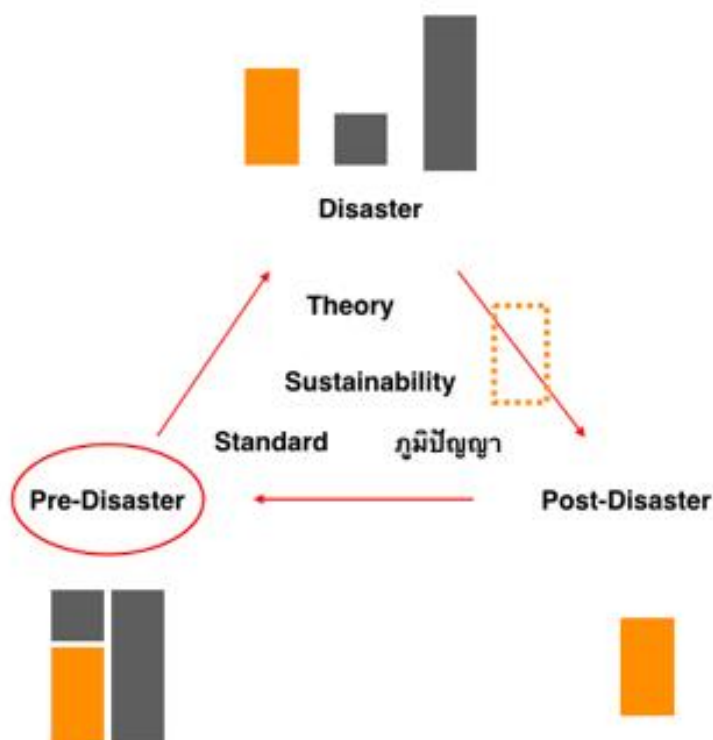 Disaster
Theory
Sustainability
Standard ภูมิปัญญา
Pre-Disaster Post-Disaster